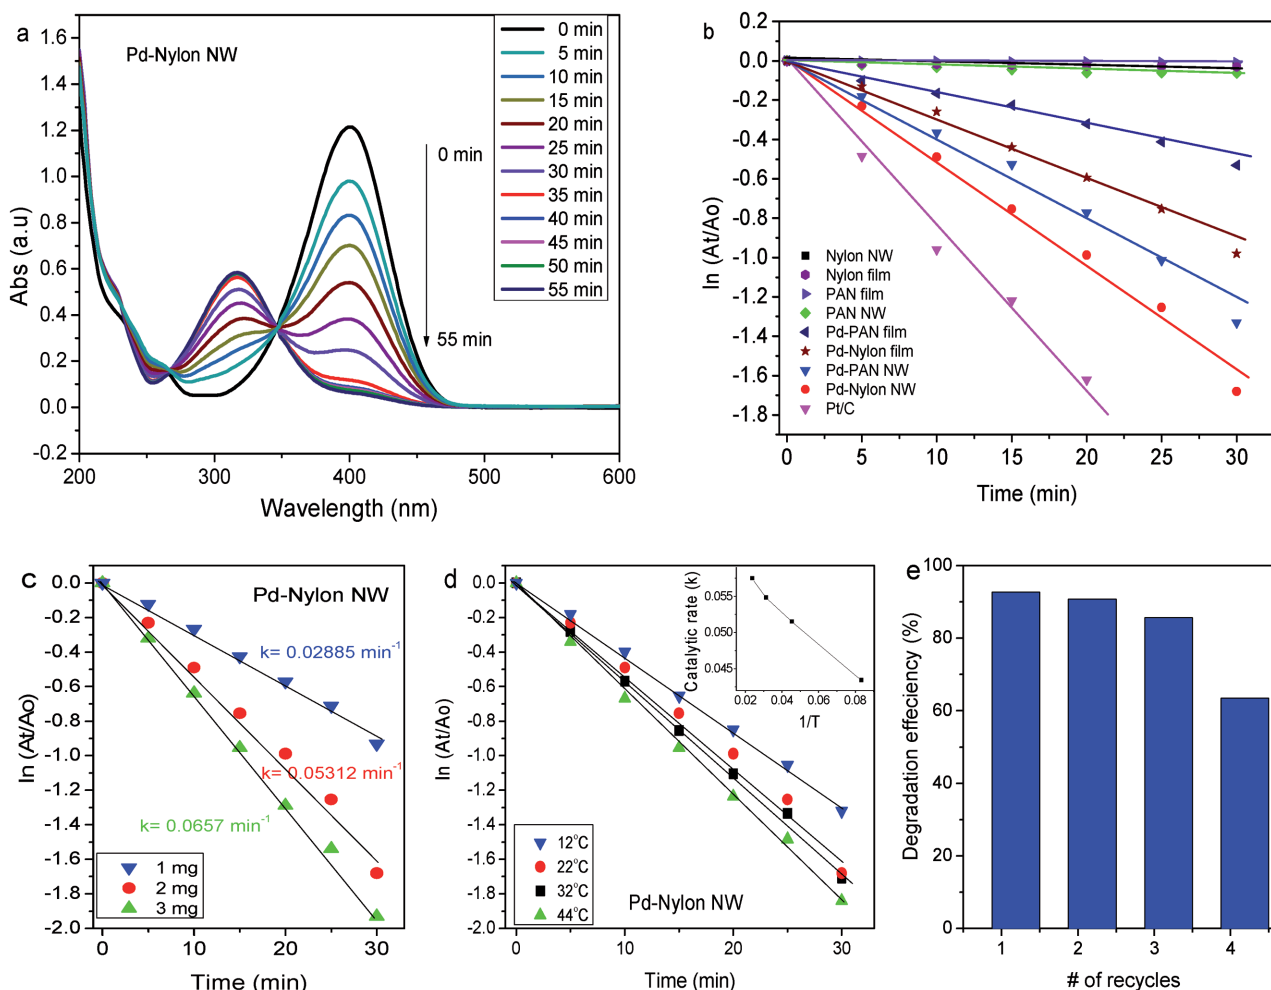 a
Pd-Nylon NW
1.6
1.4
1.2
1.0
0.8
0.6
0.4
0.2
0.0
-0.2
Abs (a.u)
200
300
400
500
600
Wavelength (nm)
0 min
5 min
10 min
15 min
20 min
25 min
30 min
35 min
40 min
45 min
50 min
55 min
0 min
55 min
b
0.2
0.0
-0.2
-0.4
-0.6
-0.8
-1.0
-1.2
-1.4
-1.6
-1.8
ln (At/Ao)
Nylon NW
Nylon film
PAN film
PAN NW
Pd-PAN film
Pd-Nylon film
Pd-PAN NW
Pd-Nylon NW
Pt/C
0
5
10
15
20
25
30
Time (min)
c
Pd-Nylon NW
0.0
-0.2
-0.4
-0.6
-0.8
-1.0
-1.2
-1.4
-1.6
-1.8
-2.0
ln (At/Ao)
k= 0.02885 min-1
k= 0.05312 min-1
k= 0.0657 min-1
1 mg
2 mg
3 mg
0
10
20
30
Time (min)
d
0.0
-0.2
-0.4
-0.6
-0.8
-1.0
-1.2
-1.4
-1.6
-1.8
-2.0
ln (At/Ao)
Catalytic rate (k)
0.055
0.050
0.045
0.02
0.04
0.06
0.08
1/T
12°C
22°C
32°C
44°C
Pd-Nylon NW
0
10
20
30
Time (min)
e
100
80
60
40
20
0
Degradation effeciency (%)
1
2
3
4
# of recycles